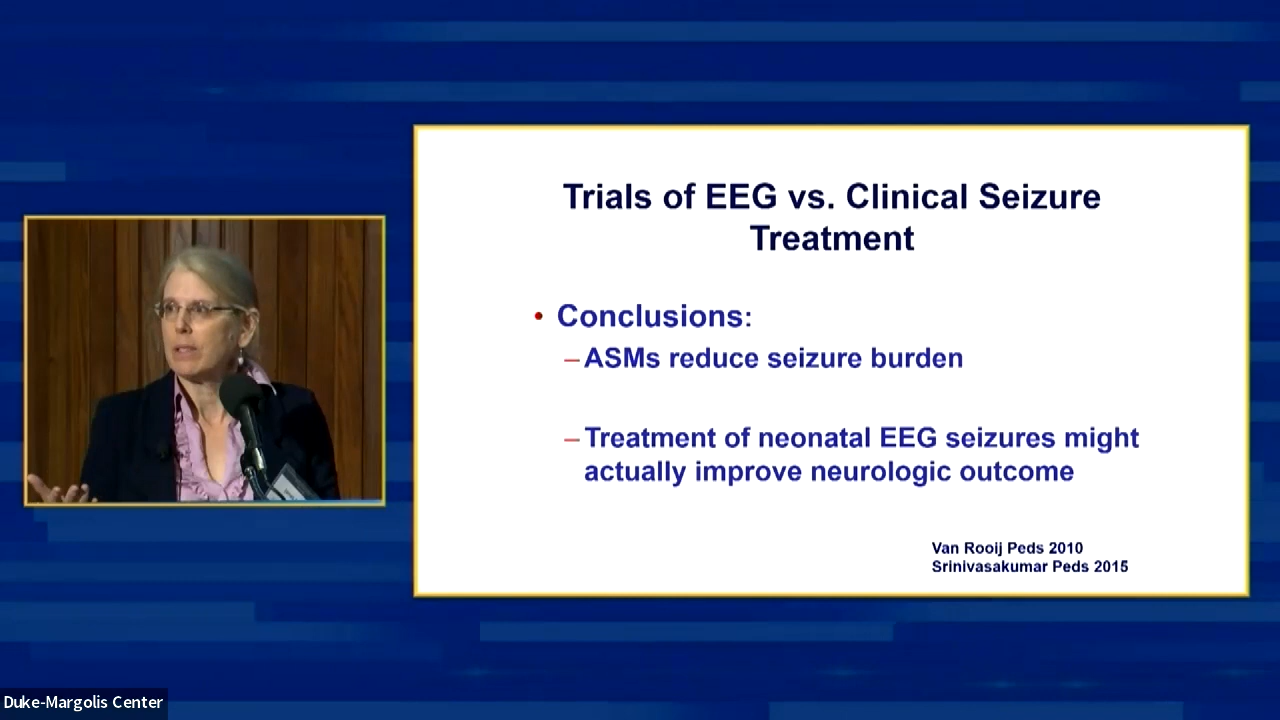 Trials of EEG vs. Clinical Seizure
Treatment
• Conclusions:
–ASMs reduce seizure burden
–Treatment of neonatal EEG seizures might
actually improve neurologic outcome
Van Rooij Peds 2010
Srinivasakumar Peds 2015
Duke-Margolis Center